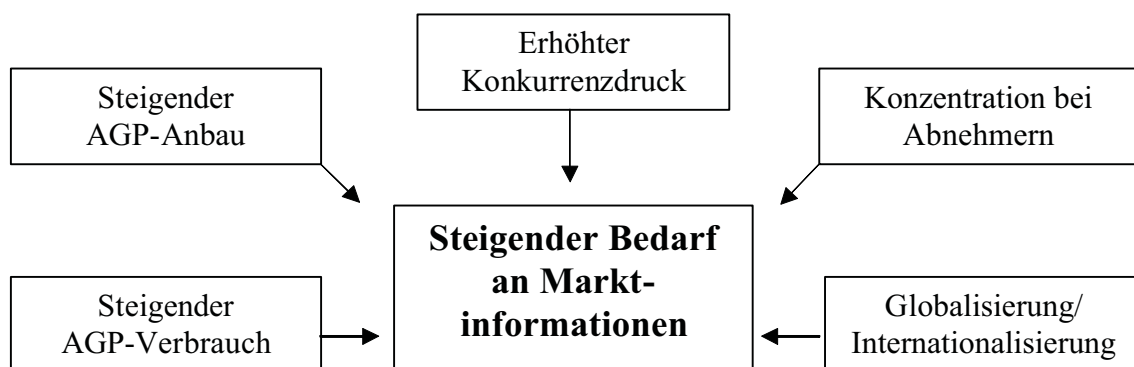 Erhöhter
Konkurrenzdruck
Steigender
AGP-Anbau
Konzentration bei
Abnehmern
Steigender Bedarf
an Markt-
informationen
Steigender
AGP-Verbrauch
Globalisierung/
Internationalisierung